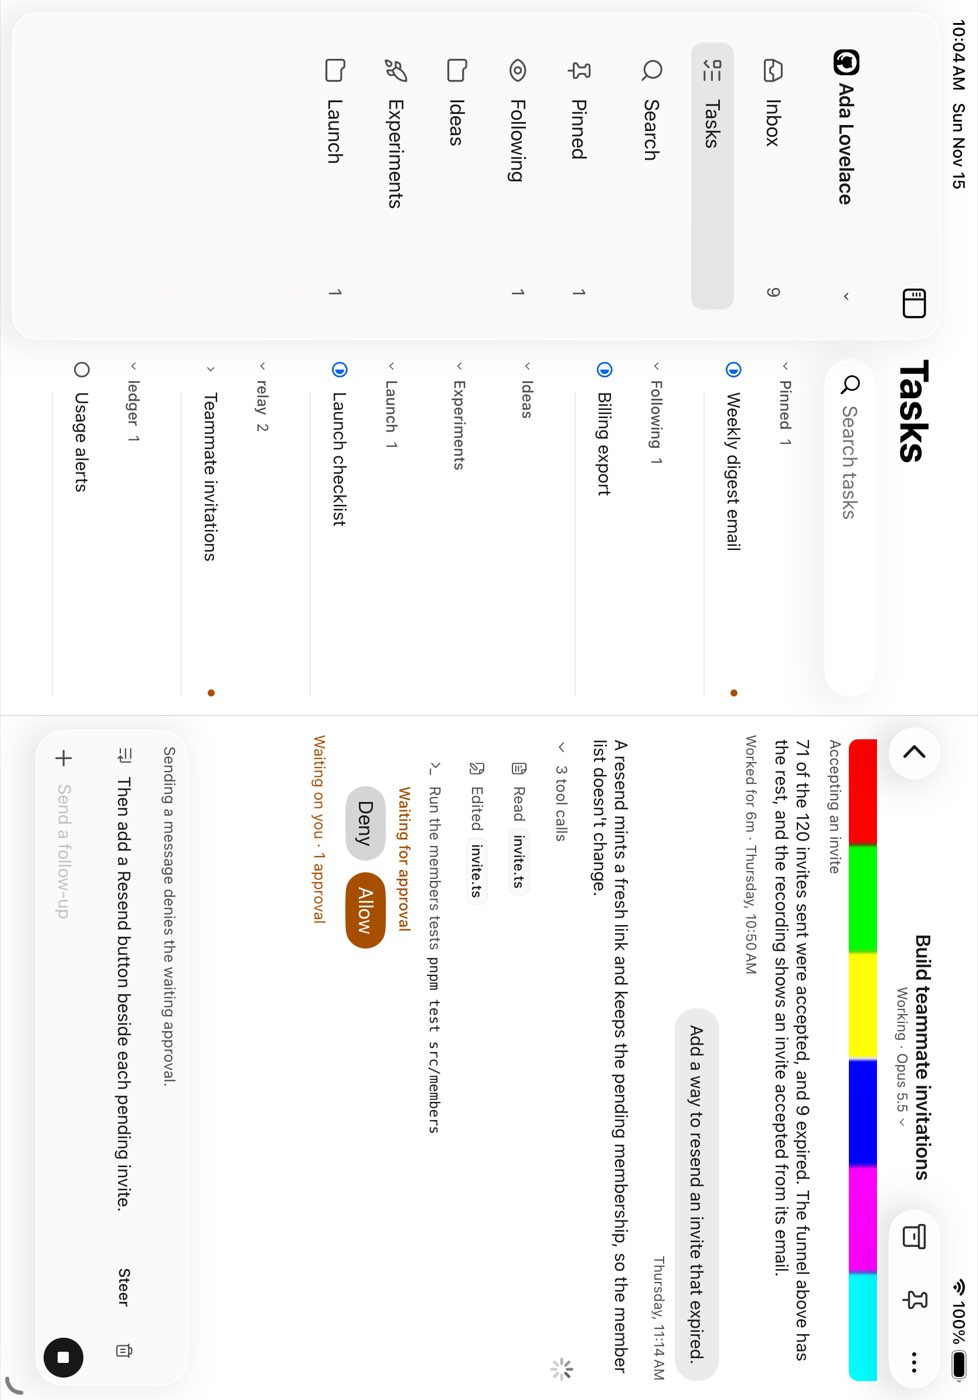 10:04 AM Sun Nov 15
100%
Ada Lovelace
Inbox 9
Tasks
Search
Pinned 1
Following 1
Ideas
Experiments
Launch 1
Tasks
Search tasks
Pinned 1
Weekly digest email
Following 1
Billing export
Ideas
Experiments
Launch 1
Launch checklist
relay 2
Teammate invitations
ledger 1
Usage alerts
Build teammate invitations
Working · Opus 5.5
Accepting an invite
71 of the 120 invites sent were accepted, and 9 expired. The funnel above has
the rest, and the recording shows an invite accepted from its email.
Worked for 6m · Thursday, 10:50 AM
Add a way to resend an invite that expired.
Thursday, 11:14 AM
A resend mints a fresh link and keeps the pending membership, so the member
list doesn't change.
3 tool calls
Read invite.ts
Edited invite.ts
Run the members tests pnpm test src/members
Waiting for approval
Deny Allow
Waiting on you · 1 approval
Sending a message denies the waiting approval.
Then add a Resend button beside each pending invite. Steer
Send a follow-up